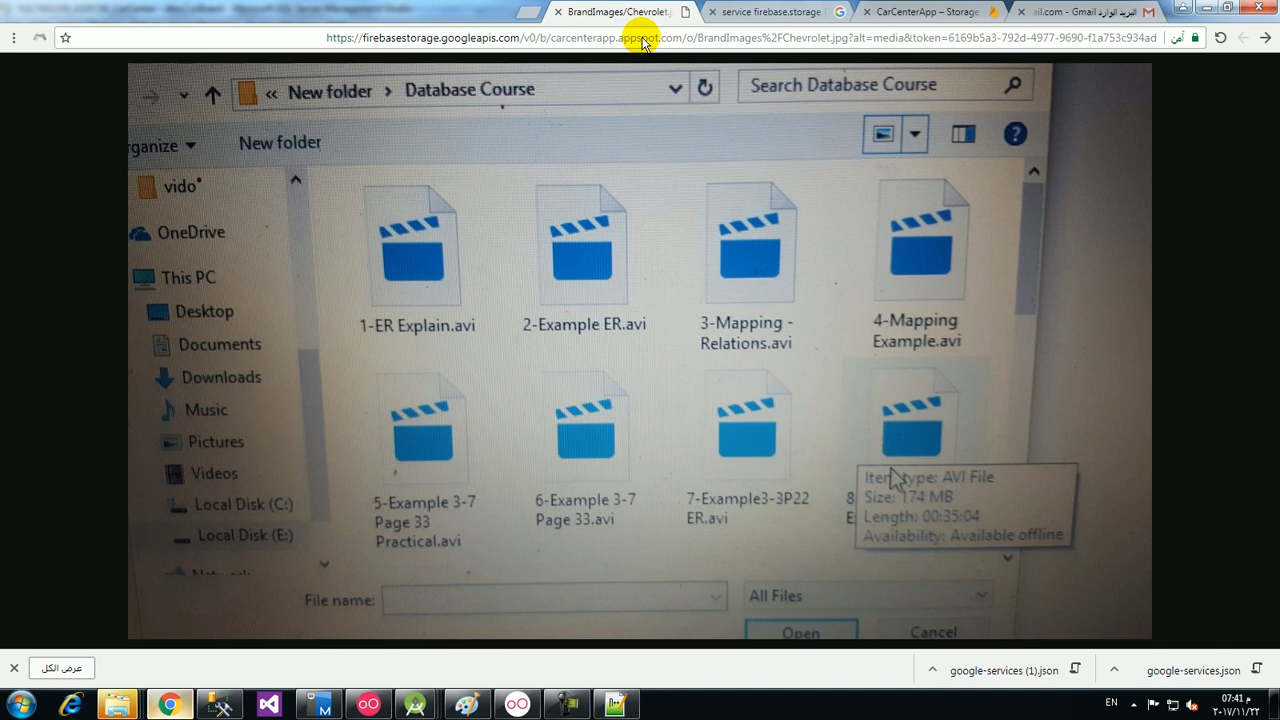 BrandImages/Chevrolet.j
service firebase.storage
CarCenterApp – Storage
ail.com - Gmail البريد الوارد
https://firebasestorage.googleapis.com/v0/b/carcenterapp.appspot.com/o/BrandImages%2FChevrolet.jpg?alt=media&token=6169b5a3-792d-4977-9690-f1a753c934ad
آمن
« New folder > Database Course
Search Database Course
rganize
New folder
vido
OneDrive
This PC
Desktop
Documents
Downloads
Music
Pictures
Videos
Local Disk (C:)
Local Disk (E:)
1-ER Explain.avi
2-Example ER.avi
3-Mapping -
Relations.avi
4-Mapping
Example.avi
5-Example 3-7
Page 33
Practical.avi
6-Example 3-7
Page 33.avi
7-Example3-3P22
ER.avi
8
E
type: AVI File
Size: 174 MB
Length: 00:35:04
Availability: Available offline
File name:
All Files
Open
Cancel
عرض الكل
google-services (1).json
google-services.json
EN
07:41 م
٢٠١٧/١١/٢٢